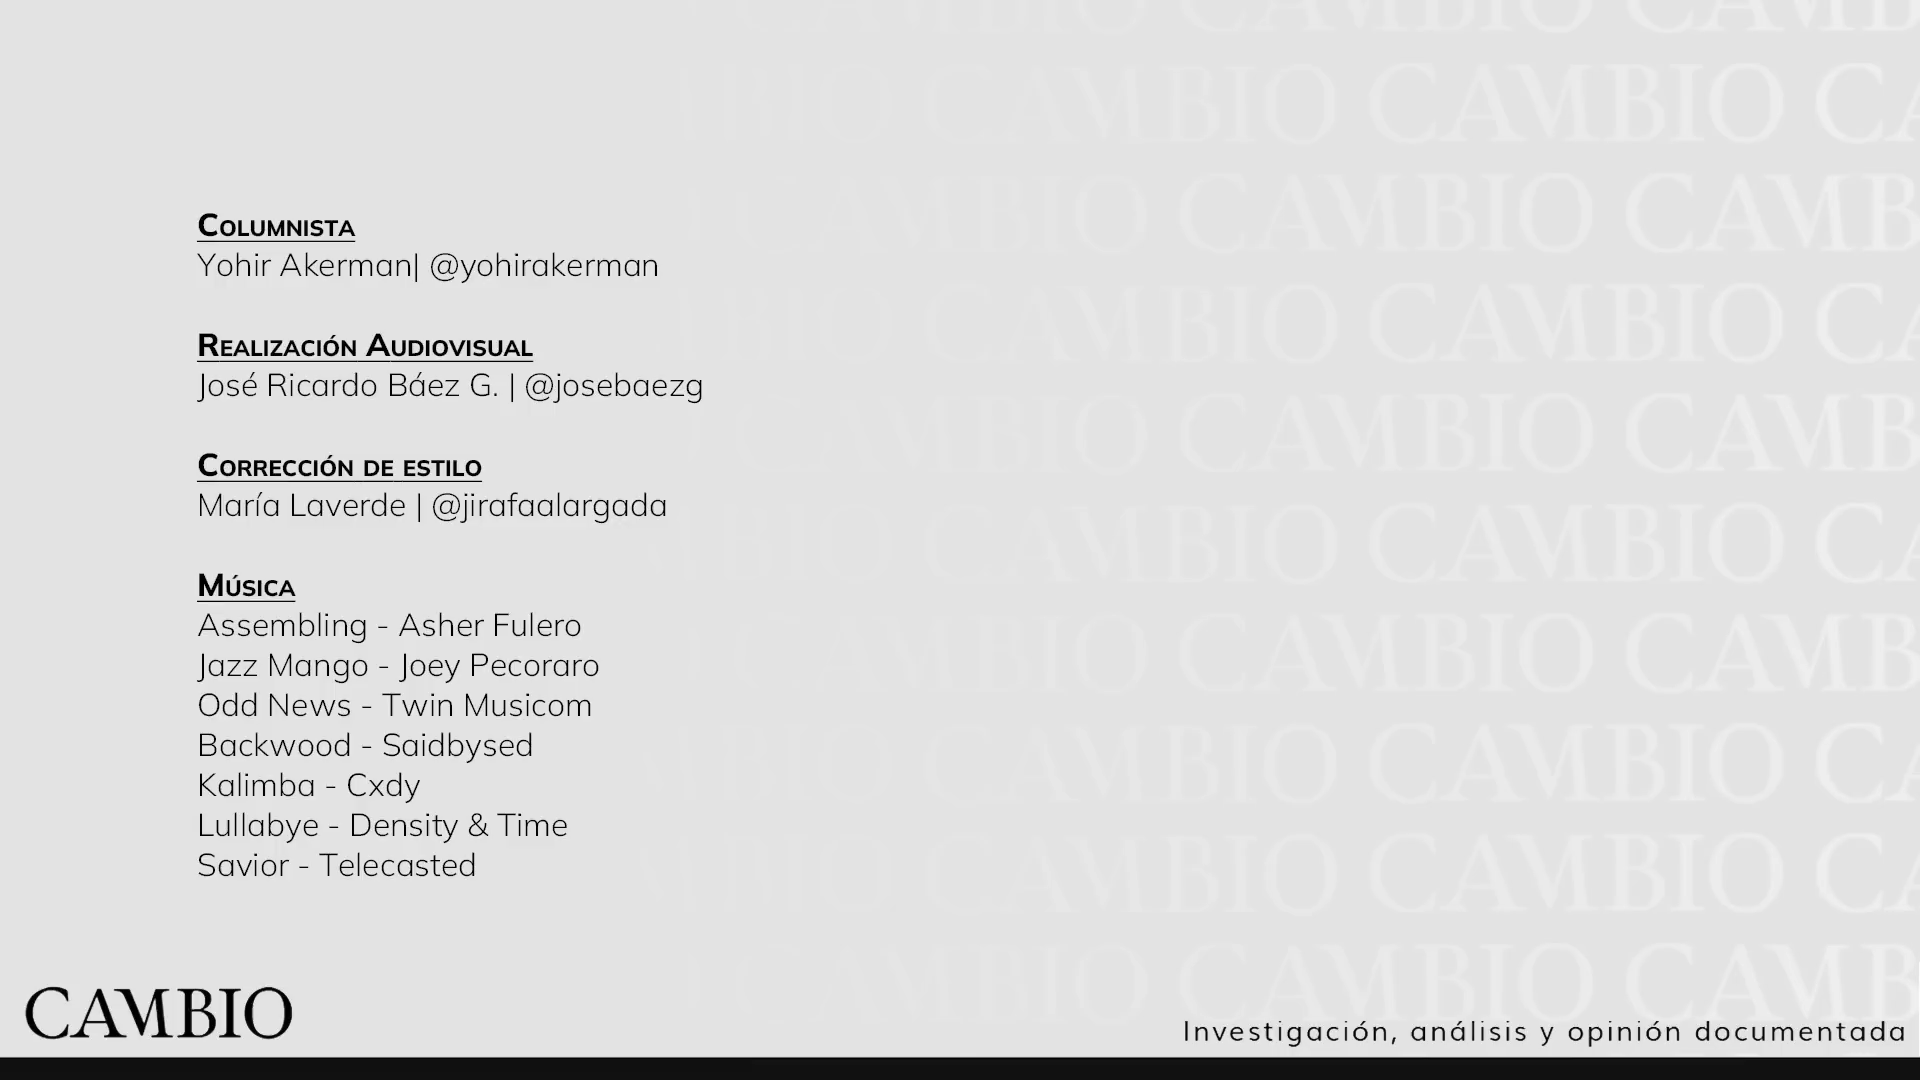 Columnista
Yohir Akerman| @yohirakerman
Realización Audiovisual
José Ricardo Báez G. | @josebaezg
Corrección de estilo
María Laverde | @jirafaalargada
Música
Assembling - Asher Fulero
Jazz Mango - Joey Pecoraro
Odd News - Twin Musicom
Backwood - Saidbysed
Kalimba - Cxdy
Lullabye - Density & Time
Savior - Telecasted
CAMBIO
Investigación, análisis y opinión documentada